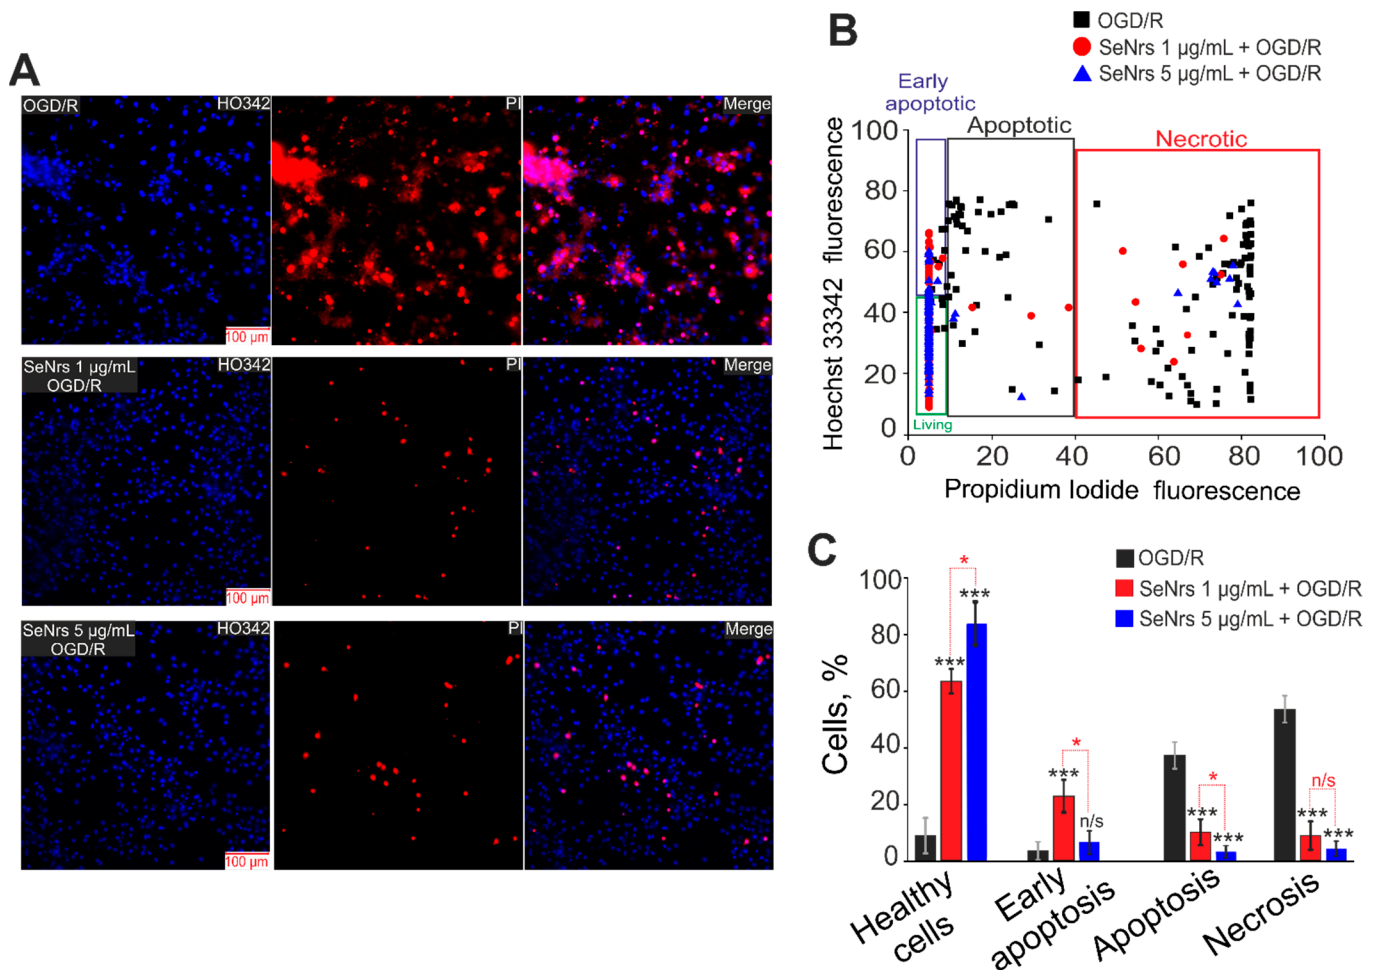 A
OGD/R
HO342
PI
Merge
100 µm
SeNrs 1 µg/mL
OGD/R
HO342
PI
Merge
100 µm
SeNrs 5 µg/mL
OGD/R
HO342
PI
Merge
100 µm
B
OGD/R
SeNrs 1 µg/mL + OGD/R
SeNrs 5 µg/mL + OGD/R
Early
apoptotic
Apoptotic
Necrotic
Living
Hoechst 33342 fluorescence
100
80
60
40
20
0
0 20 40 60 80 100
Propidium Iodide fluorescence
C
OGD/R
SeNrs 1 µg/mL + OGD/R
SeNrs 5 µg/mL + OGD/R
Cells, %
100
80
60
40
20
0
*
***
***
*
***
n/s
*
***
***
n/s
***
***
Healthy
cells
Early
apoptosis
Apoptosis
Necrosis